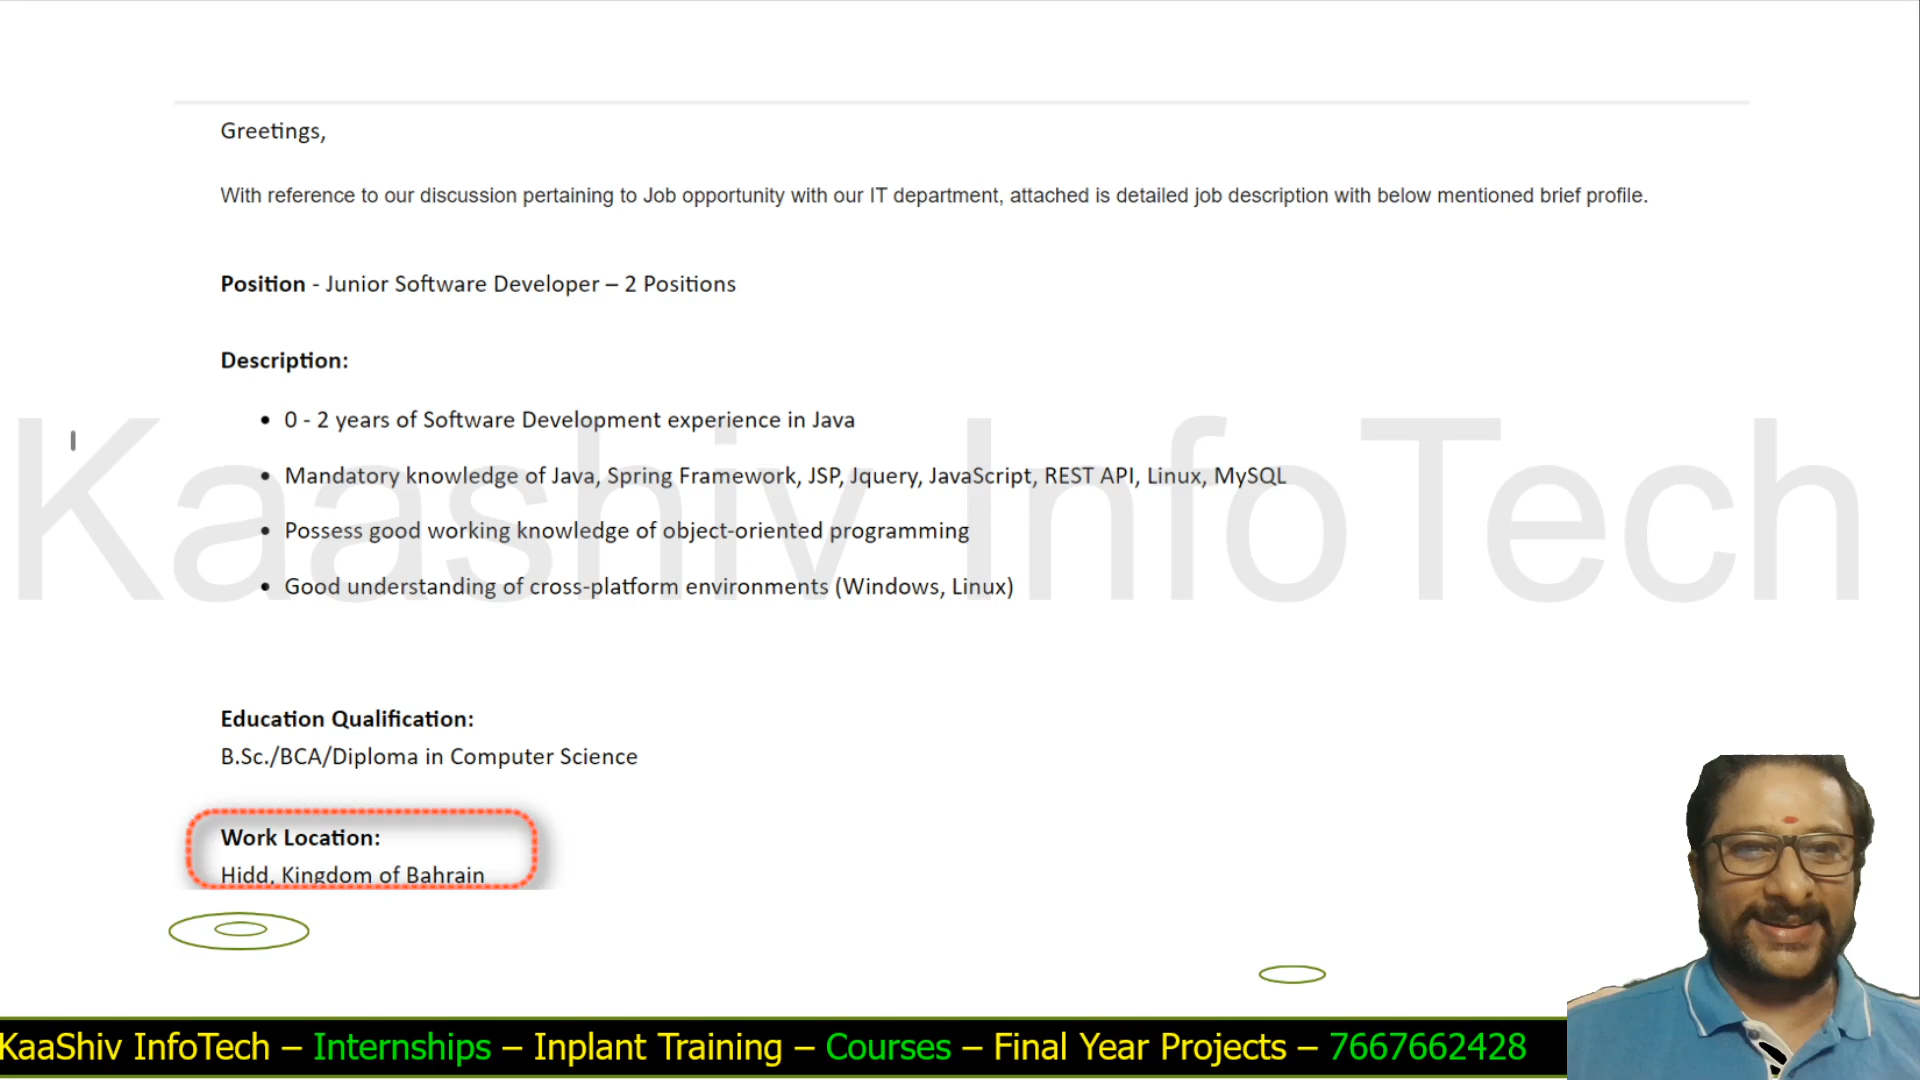 Greetings,
With reference to our discussion pertaining to Job opportunity with our IT department, attached is detailed job description with below mentioned brief profile.
Position - Junior Software Developer – 2 Positions
Description:
• 0 - 2 years of Software Development experience in Java
• Mandatory knowledge of Java, Spring Framework, JSP, Jquery, JavaScript, REST API, Linux, MySQL
• Possess good working knowledge of object-oriented programming
• Good understanding of cross-platform environments (Windows, Linux)
Kaashiv InfoTech
Education Qualification:
B.Sc./BCA/Diploma in Computer Science
Work Location:
Hidd, Kingdom of Bahrain
KaaShiv InfoTech – Internships – Inplant Training – Courses – Final Year Projects – 7667662428